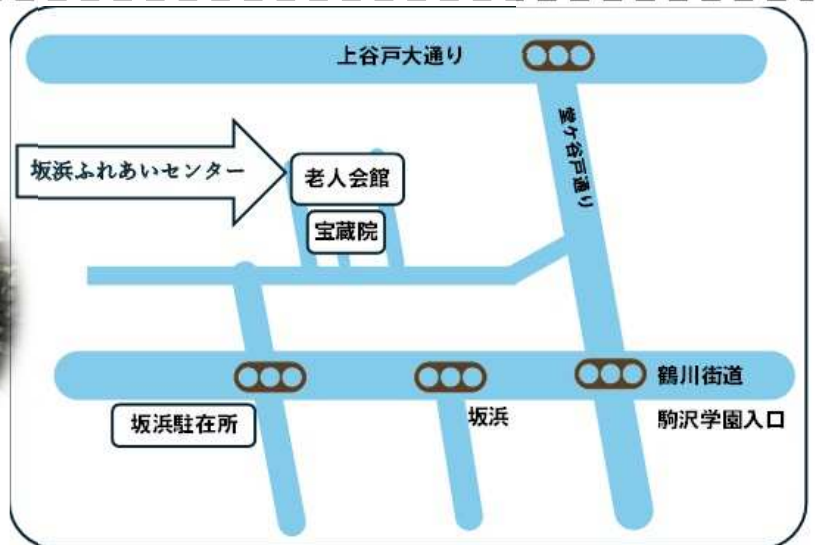 上谷戸大通り
堂ヶ谷戸通り
坂浜ふれあいセンター
老人会館
宝蔵院
鶴川街道
坂浜駐在所
坂浜
駒沢学園入口